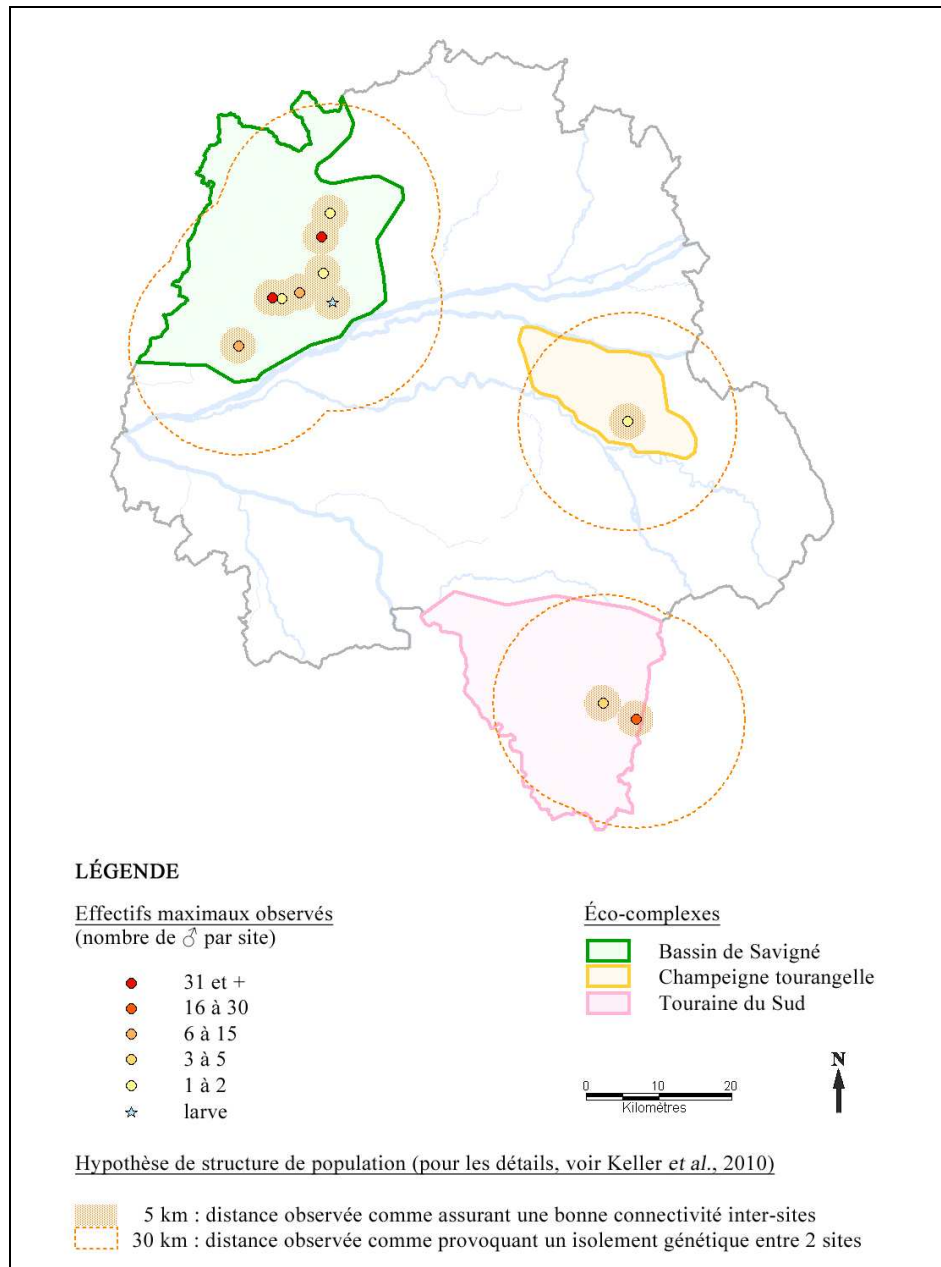 LÉGENDE
Effectifs maximaux observés
(nombre de ♂ par site)
31 et +
16 à 30
6 à 15
3 à 5
1 à 2
larve
Éco-complexes
Bassin de Savigné
Champeigne tourangelle
Touraine du Sud
0 10 20
Kilomètres
N
Hypothèse de structure de population (pour les détails, voir Keller et al., 2010)
5 km : distance observée comme assurant une bonne connectivité inter-sites
30 km : distance observée comme provoquant un isolement génétique entre 2 sites